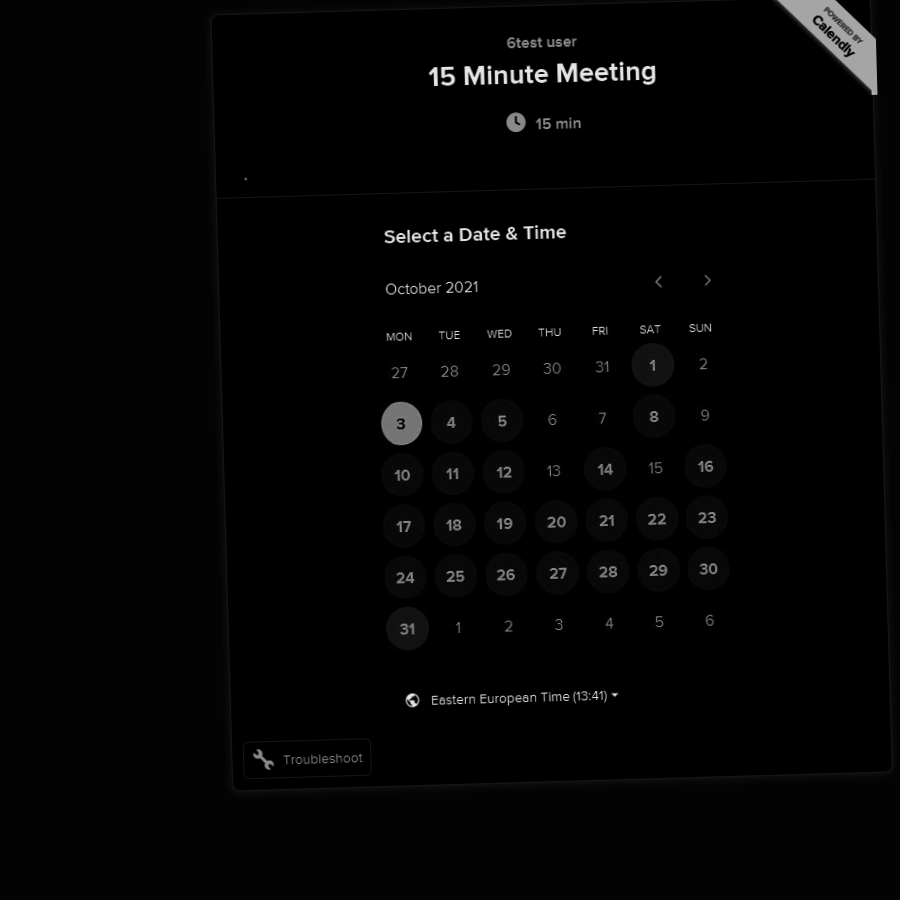 POWERED BY
Calendly
6test user
15 Minute Meeting
15 min
.
Select a Date & Time
October 2021
MON TUE WED THU FRI SAT SUN
27 28 29 30 31 1 2
3 4 5 6 7 8 9
10 11 12 13 14 15 16
17 18 19 20 21 22 23
24 25 26 27 28 29 30
31 1 2 3 4 5 6
Eastern European Time (13:41)
Troubleshoot